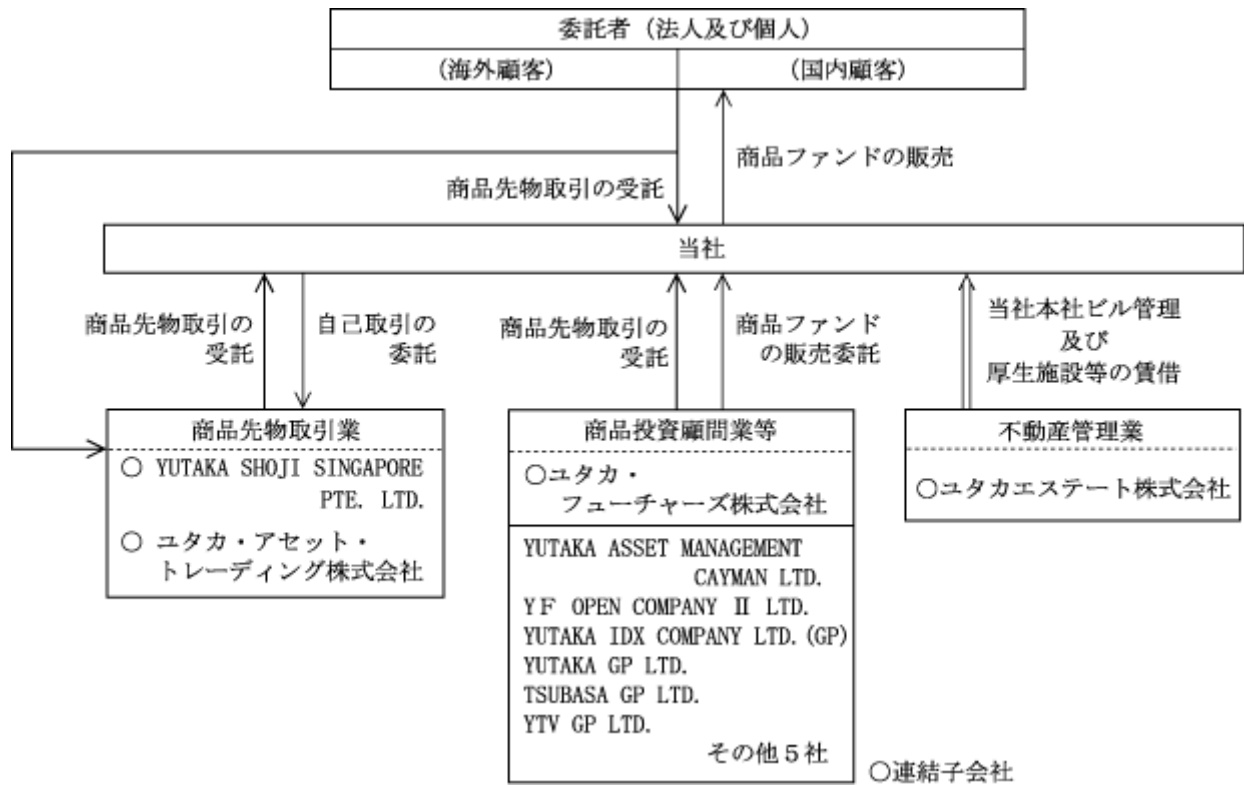 委託者（法人及び個人）
（海外顧客）
（国内顧客）
商品ファンドの販売
商品先物取引の受託
当社
商品先物取引の
受託
自己取引の
委託
商品先物取引の
受託
商品ファンド
の販売委託
当社本社ビル管理
及び
厚生施設等の賃借
商品先物取引業
○ YUTAKA SHOJI SINGAPORE
PTE. LTD.
○ ユタカ・アセット・
トレーディング株式会社
商品投資顧問業等
○ユタカ・
フューチャーズ株式会社
YUTAKA ASSET MANAGEMENT
CAYMAN LTD.
YF OPEN COMPANY Ⅱ LTD.
YUTAKA IDX COMPANY LTD.(GP)
YUTAKA GP LTD.
TSUBASA GP LTD.
YTV GP LTD.
その他５社
不動産管理業
○ユタカエステート株式会社
○連結子会社